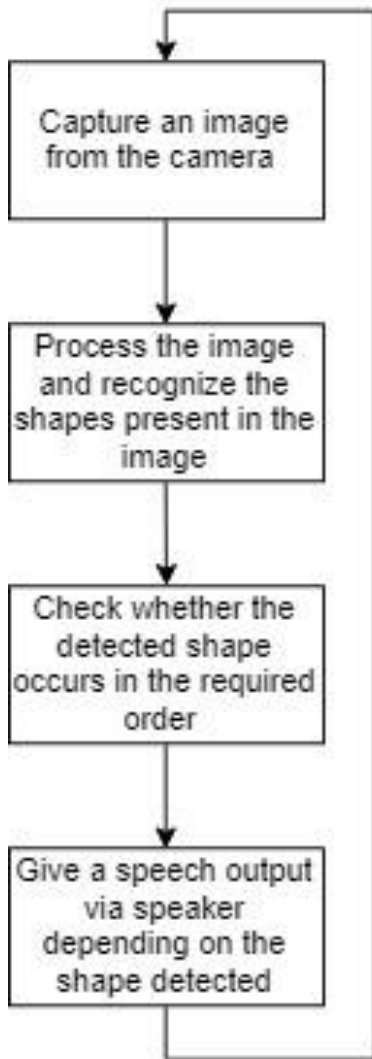 Capture an image
from the camera
Process the image
and recognize the
shapes present in the
image
Check whether the
detected shape
occurs in the required
order
Give a speech output
via speaker
depending on the
shape detected